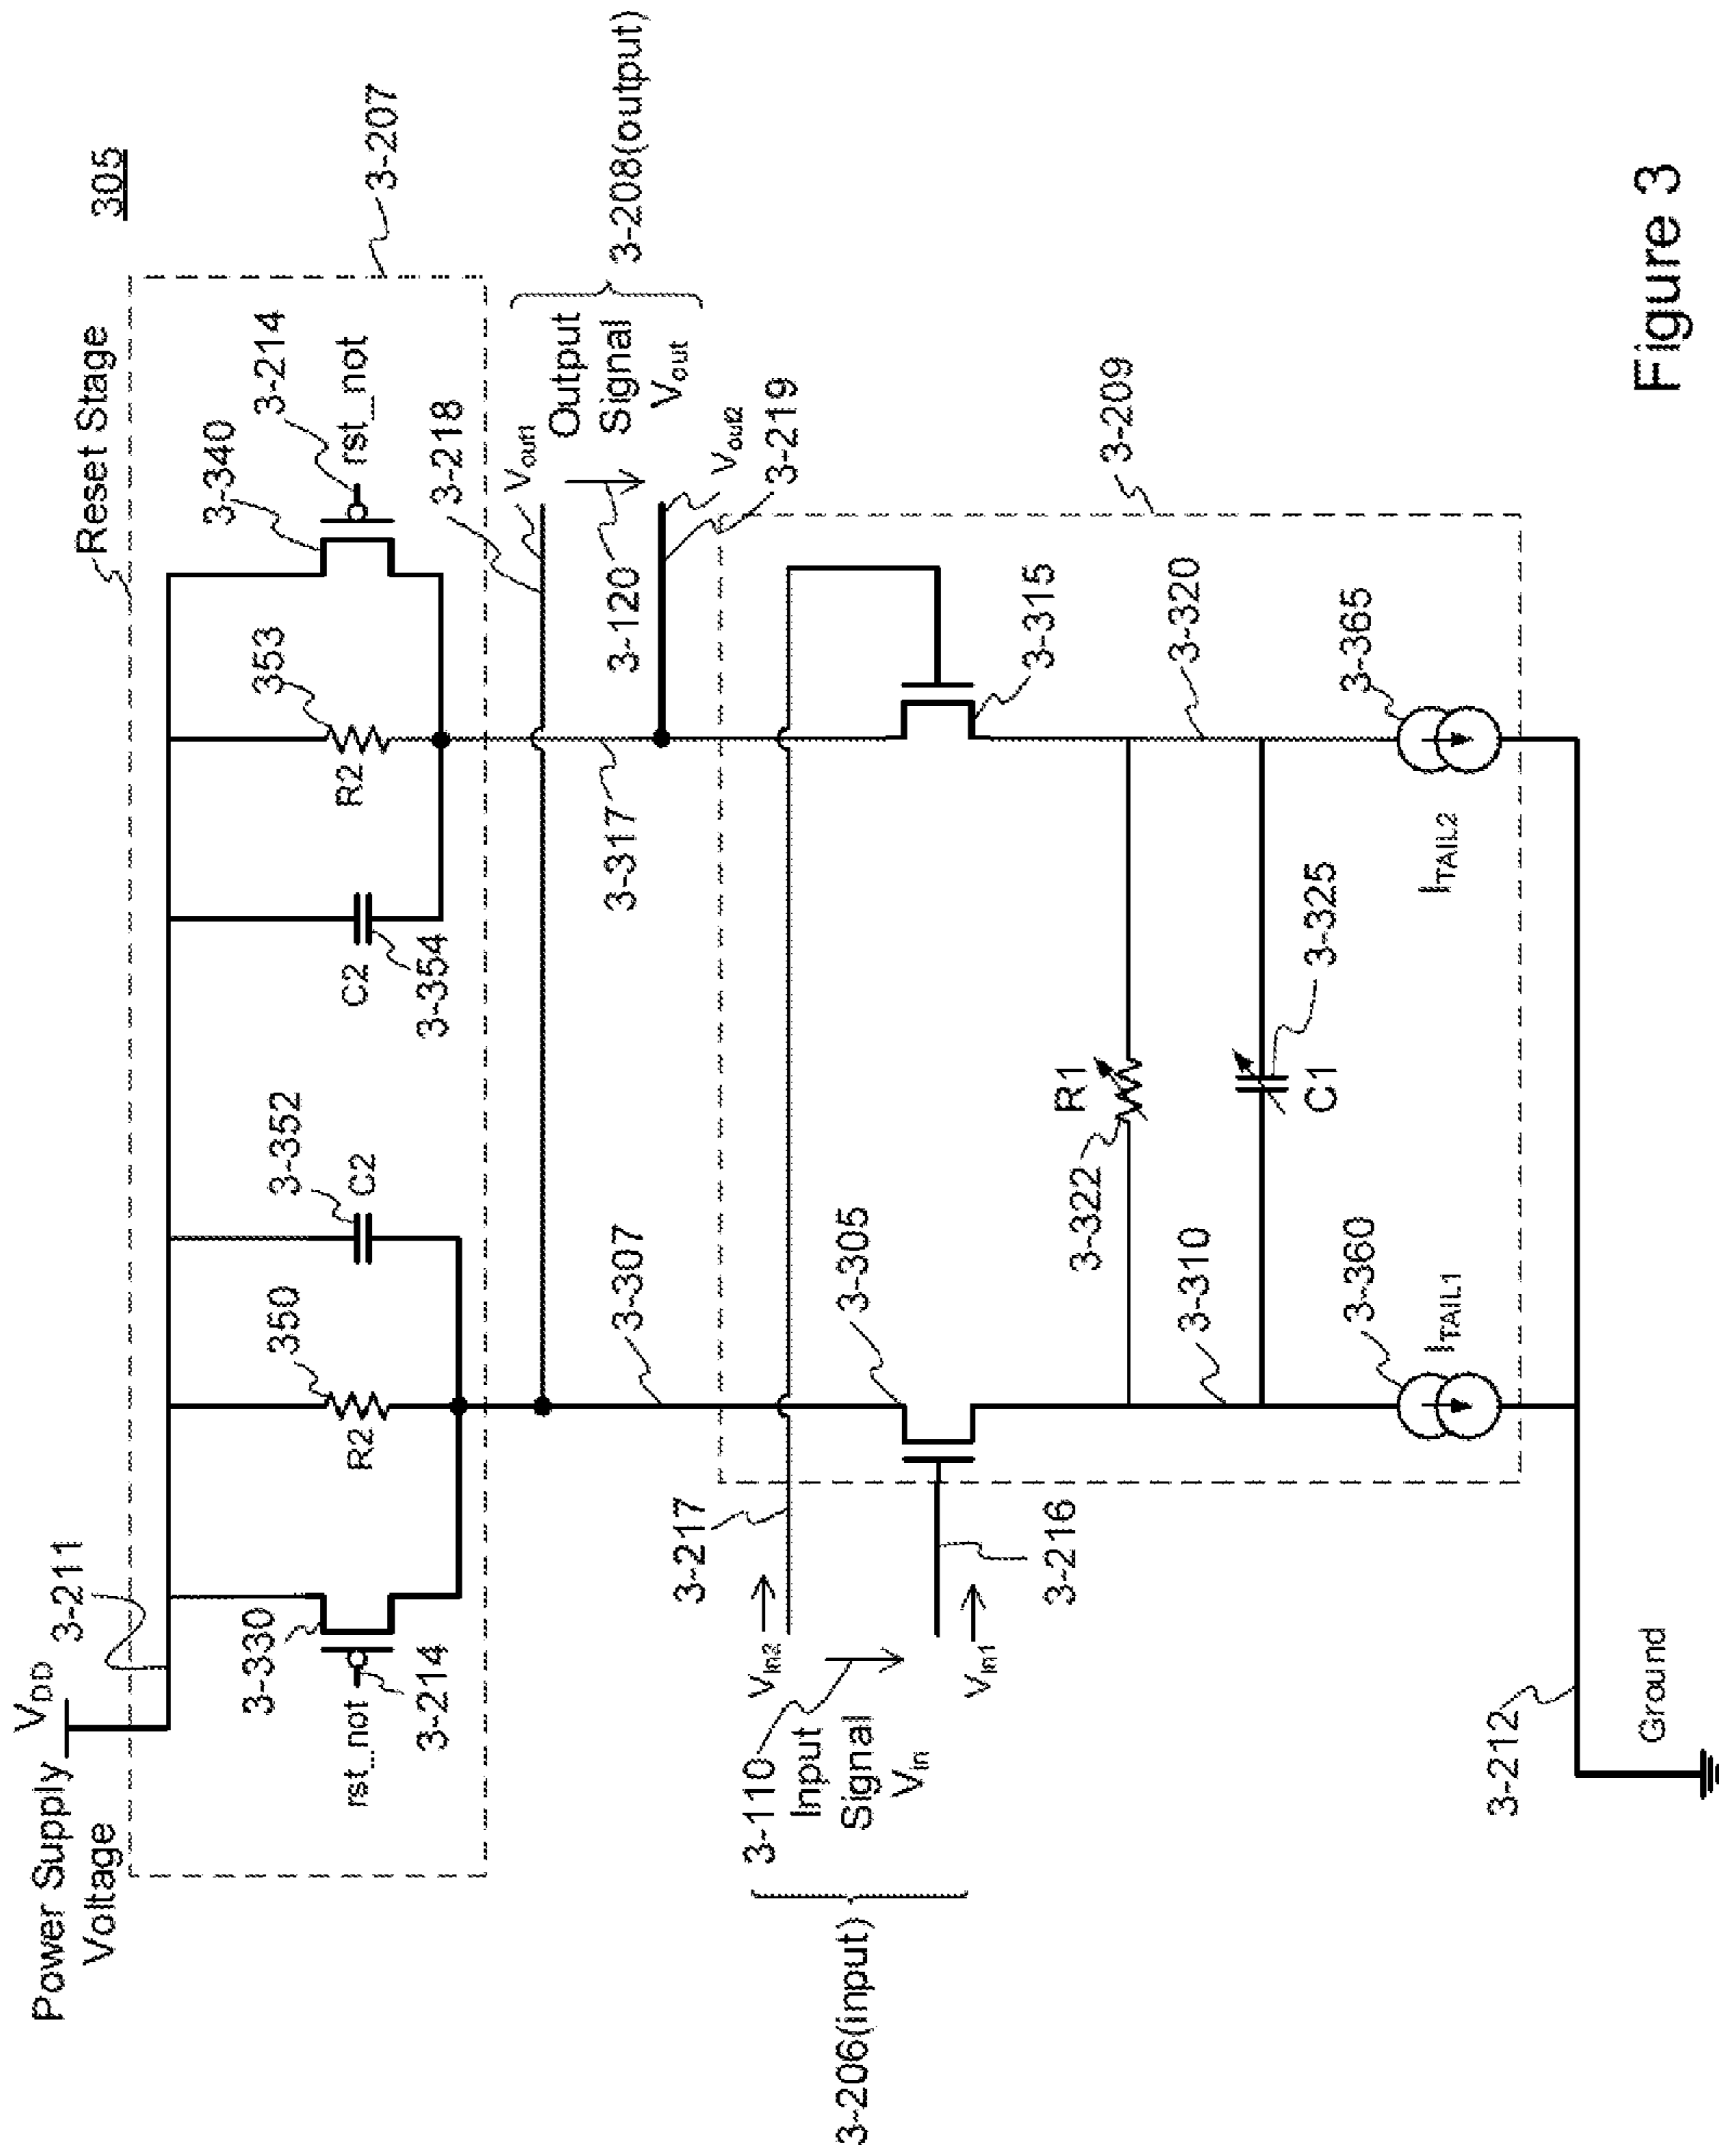 305
Power Supply
Voltage
VDD
3-211
Reset Stage
3-207
3-330
rst_not
3-214
350
R2
3-352
C2
C2
3-354
353
R2
3-340
3-214
rst_not
3-218
Vout1
Output
Signal
Vout
3-208(output)
3-120
Vout2
3-219
3-307
3-317
3-217
Vin2
3-206(input)
3-110
Input
Signal
Vin
Vin1
3-216
3-305
3-315
3-209
R1
3-322
3-310
3-320
3-325
C1
3-360
ITAIL1
ITAIL2
3-365
3-212
Ground
Figure 3